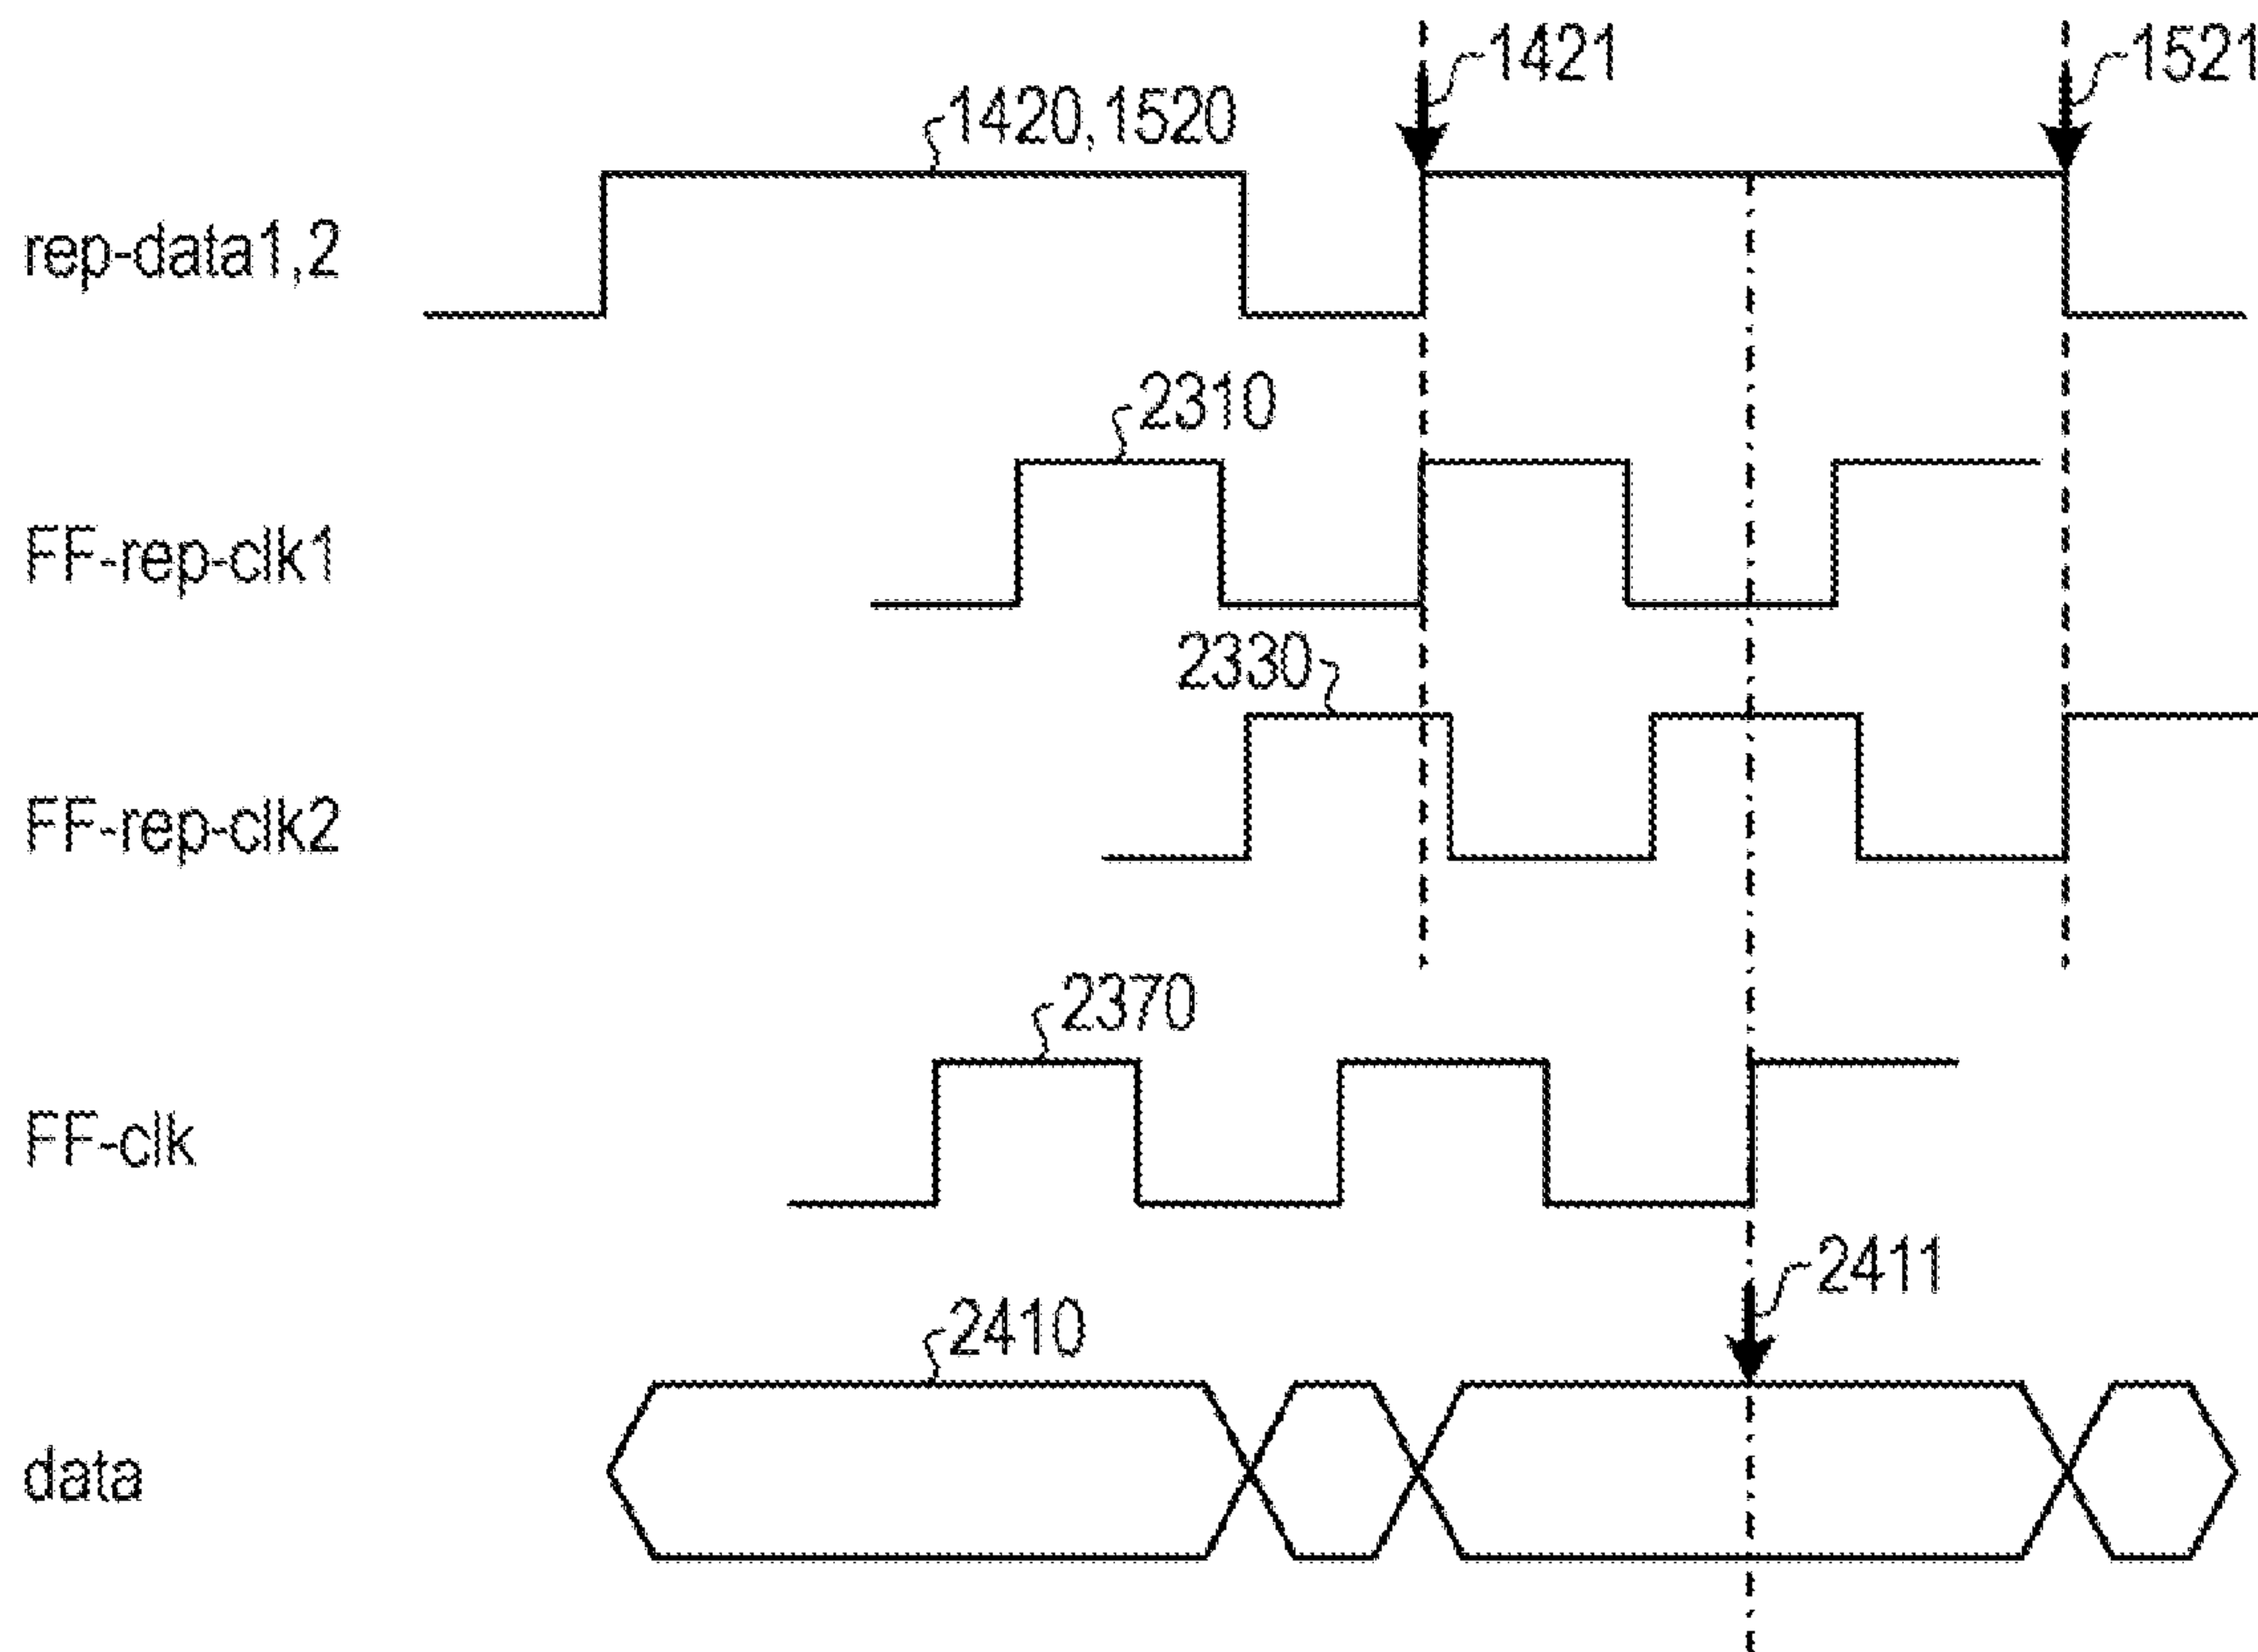 1421
1521
1420,1520
rep-data1,2
2310
FF-rep-clk1
2330
FF-rep-clk2
2370
FF-clk
2411
2410
data